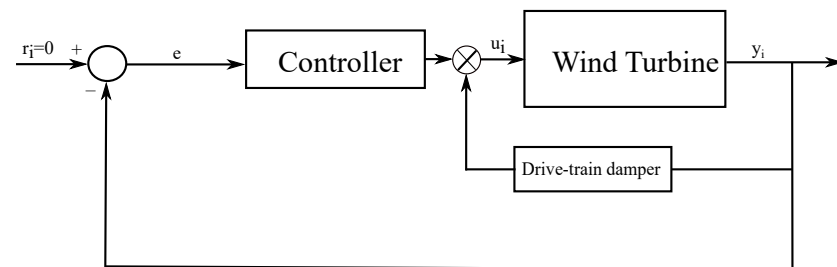 r_i=0
+
−
e
Controller
u_i
Wind Turbine
y_i
Drive-train damper